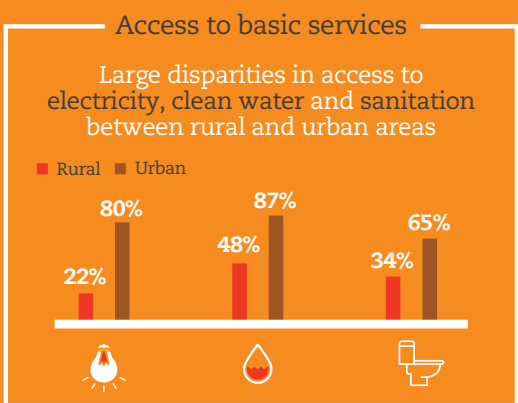 Access to basic services
Large disparities in access to
electricity, clean water and sanitation
between rural and urban areas
Rural Urban
80% 87%
48% 65%
22% 34%